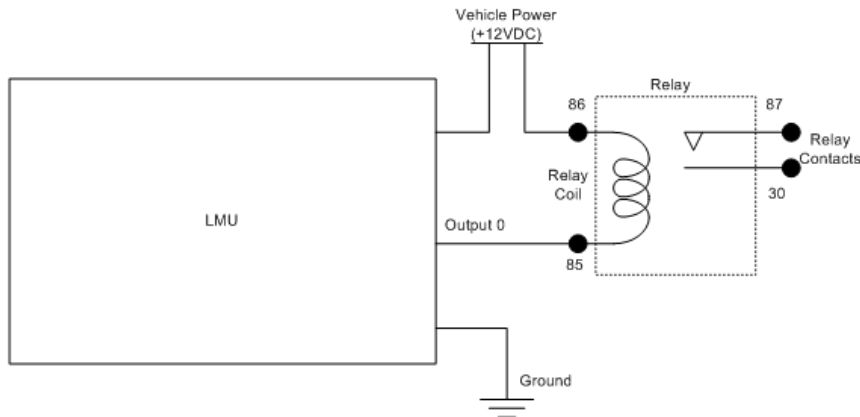 Vehicle Power
(+12VDC)
86
Relay
87
Relay
Contacts
Relay
Coil
30
LMU
Output 0
85
Ground